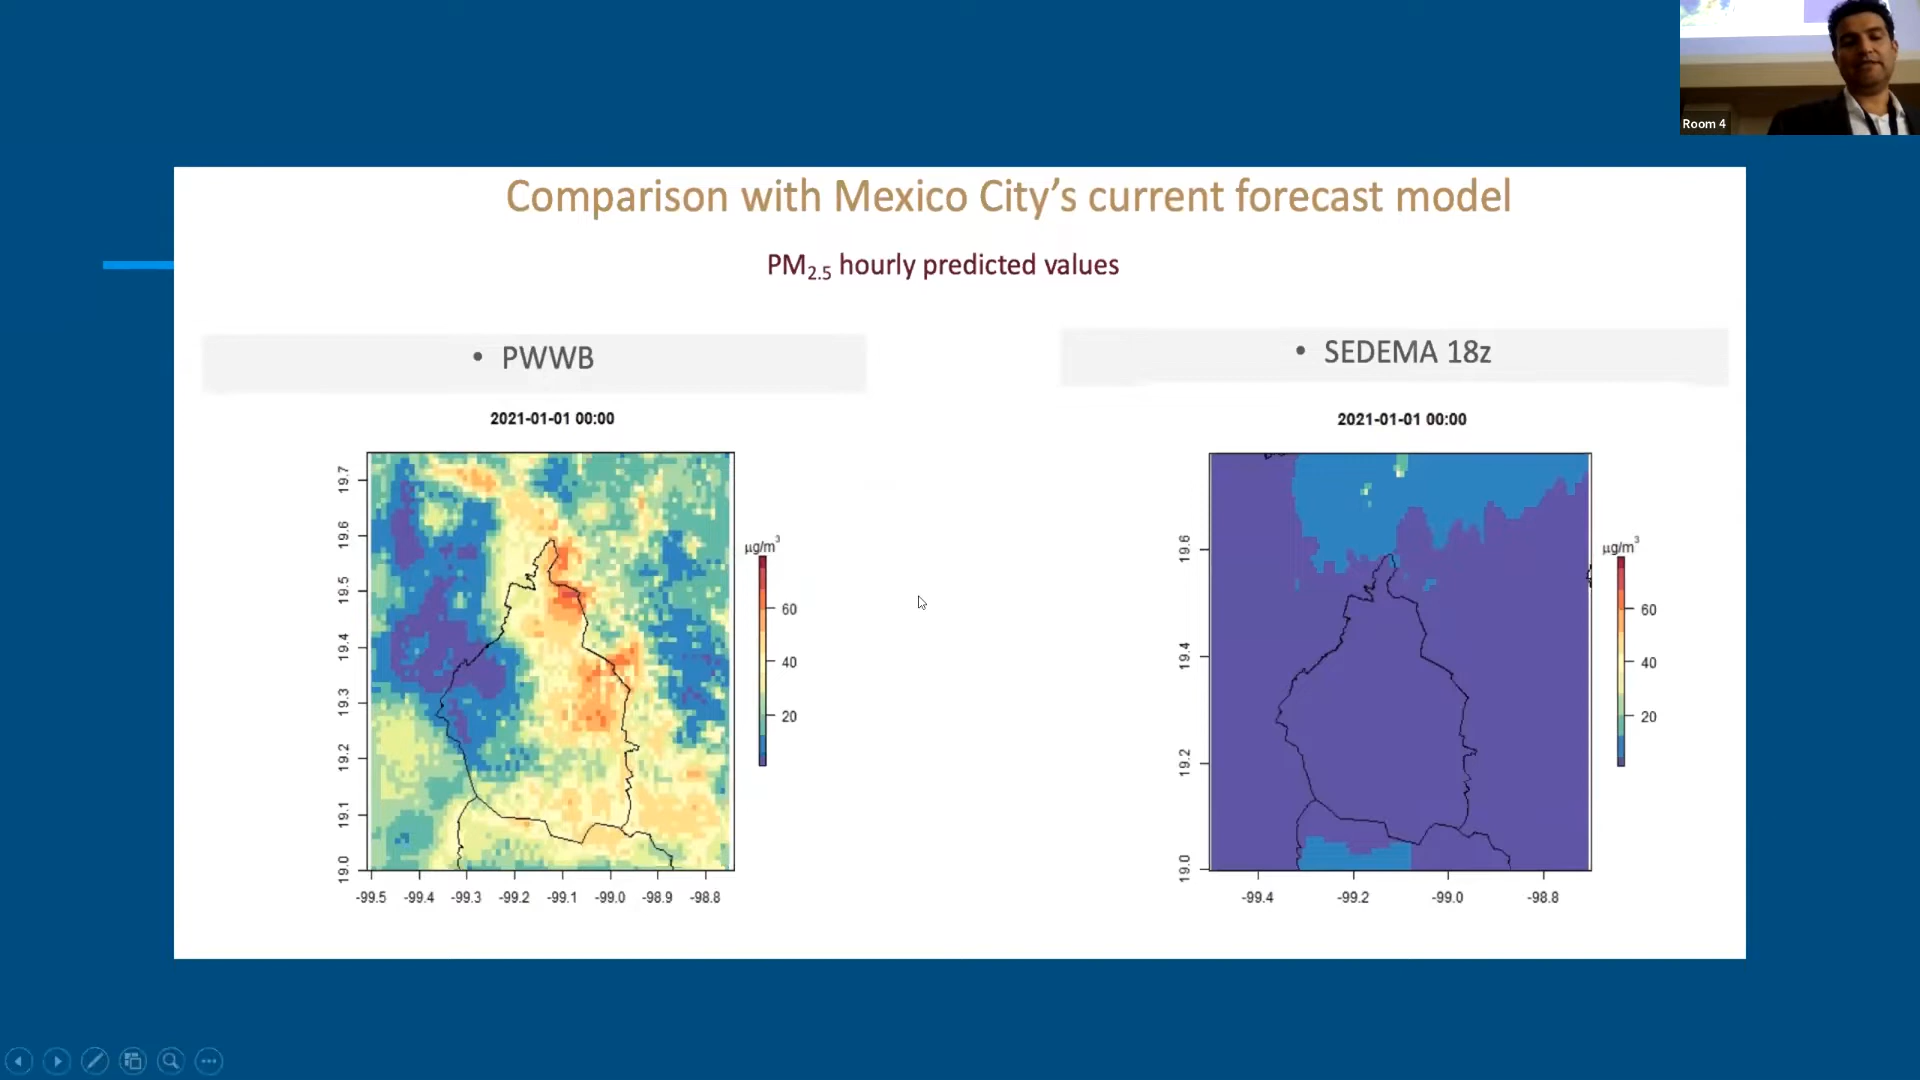 Room 4
Comparison with Mexico City's current forecast model
PM2.5 hourly predicted values
• PWWB
• SEDEMA 18z
2021-01-01 00:00
2021-01-01 00:00
19.7
19.6
19.5
19.4
19.3
19.2
19.1
19.0
-99.5 -99.4 -99.3 -99.2 -99.1 -99.0 -98.9 -98.8
µg/m3
60
40
20
19.6
19.4
19.2
19.0
-99.4 -99.2 -99.0 -98.8
µg/m3
60
40
20